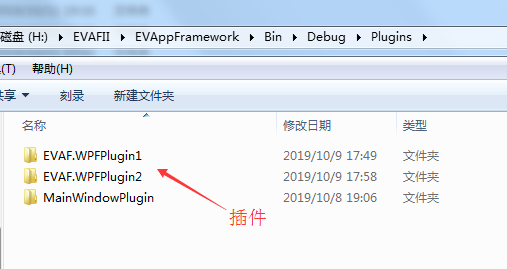 磁盘 (H:) ▸ EVAFII ▸ EVAppFramework ▸ Bin ▸ Debug ▸ Plugins ▸
(T) 帮助(H)
共享 ▾ 刻录 新建文件夹
名称 修改日期 类型
EVAF.WPFPlugin1 2019/10/9 17:49 文件夹
EVAF.WPFPlugin2 2019/10/9 17:58 文件夹
MainWindowPlugin 2019/10/8 19:06 文件夹
插件